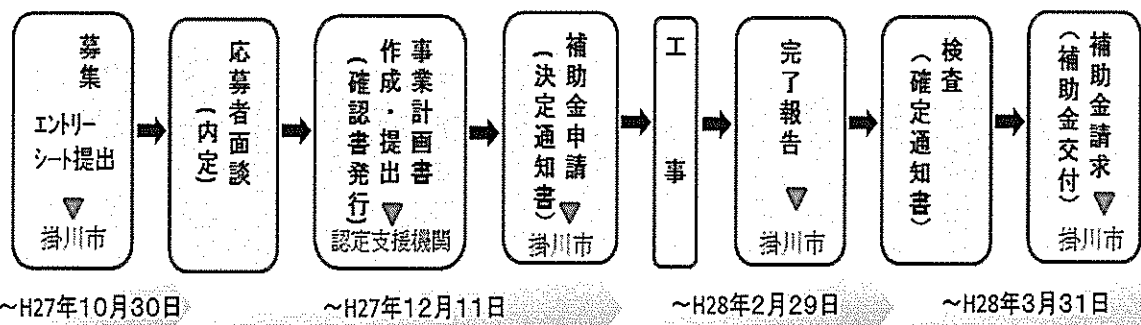 募集
エントリー
シート提出
掛川市
応募者面談
(内定)
事業計画書
作成・提出
(確認書発行)
認定支援機関
補助金申請
(決定通知書)
掛川市
工事
完了報告
掛川市
検査
(確定通知書)
補助金請求
(補助金交付)
掛川市
～H27年10月30日
～H27年12月11日
～H28年2月29日
～H28年3月31日